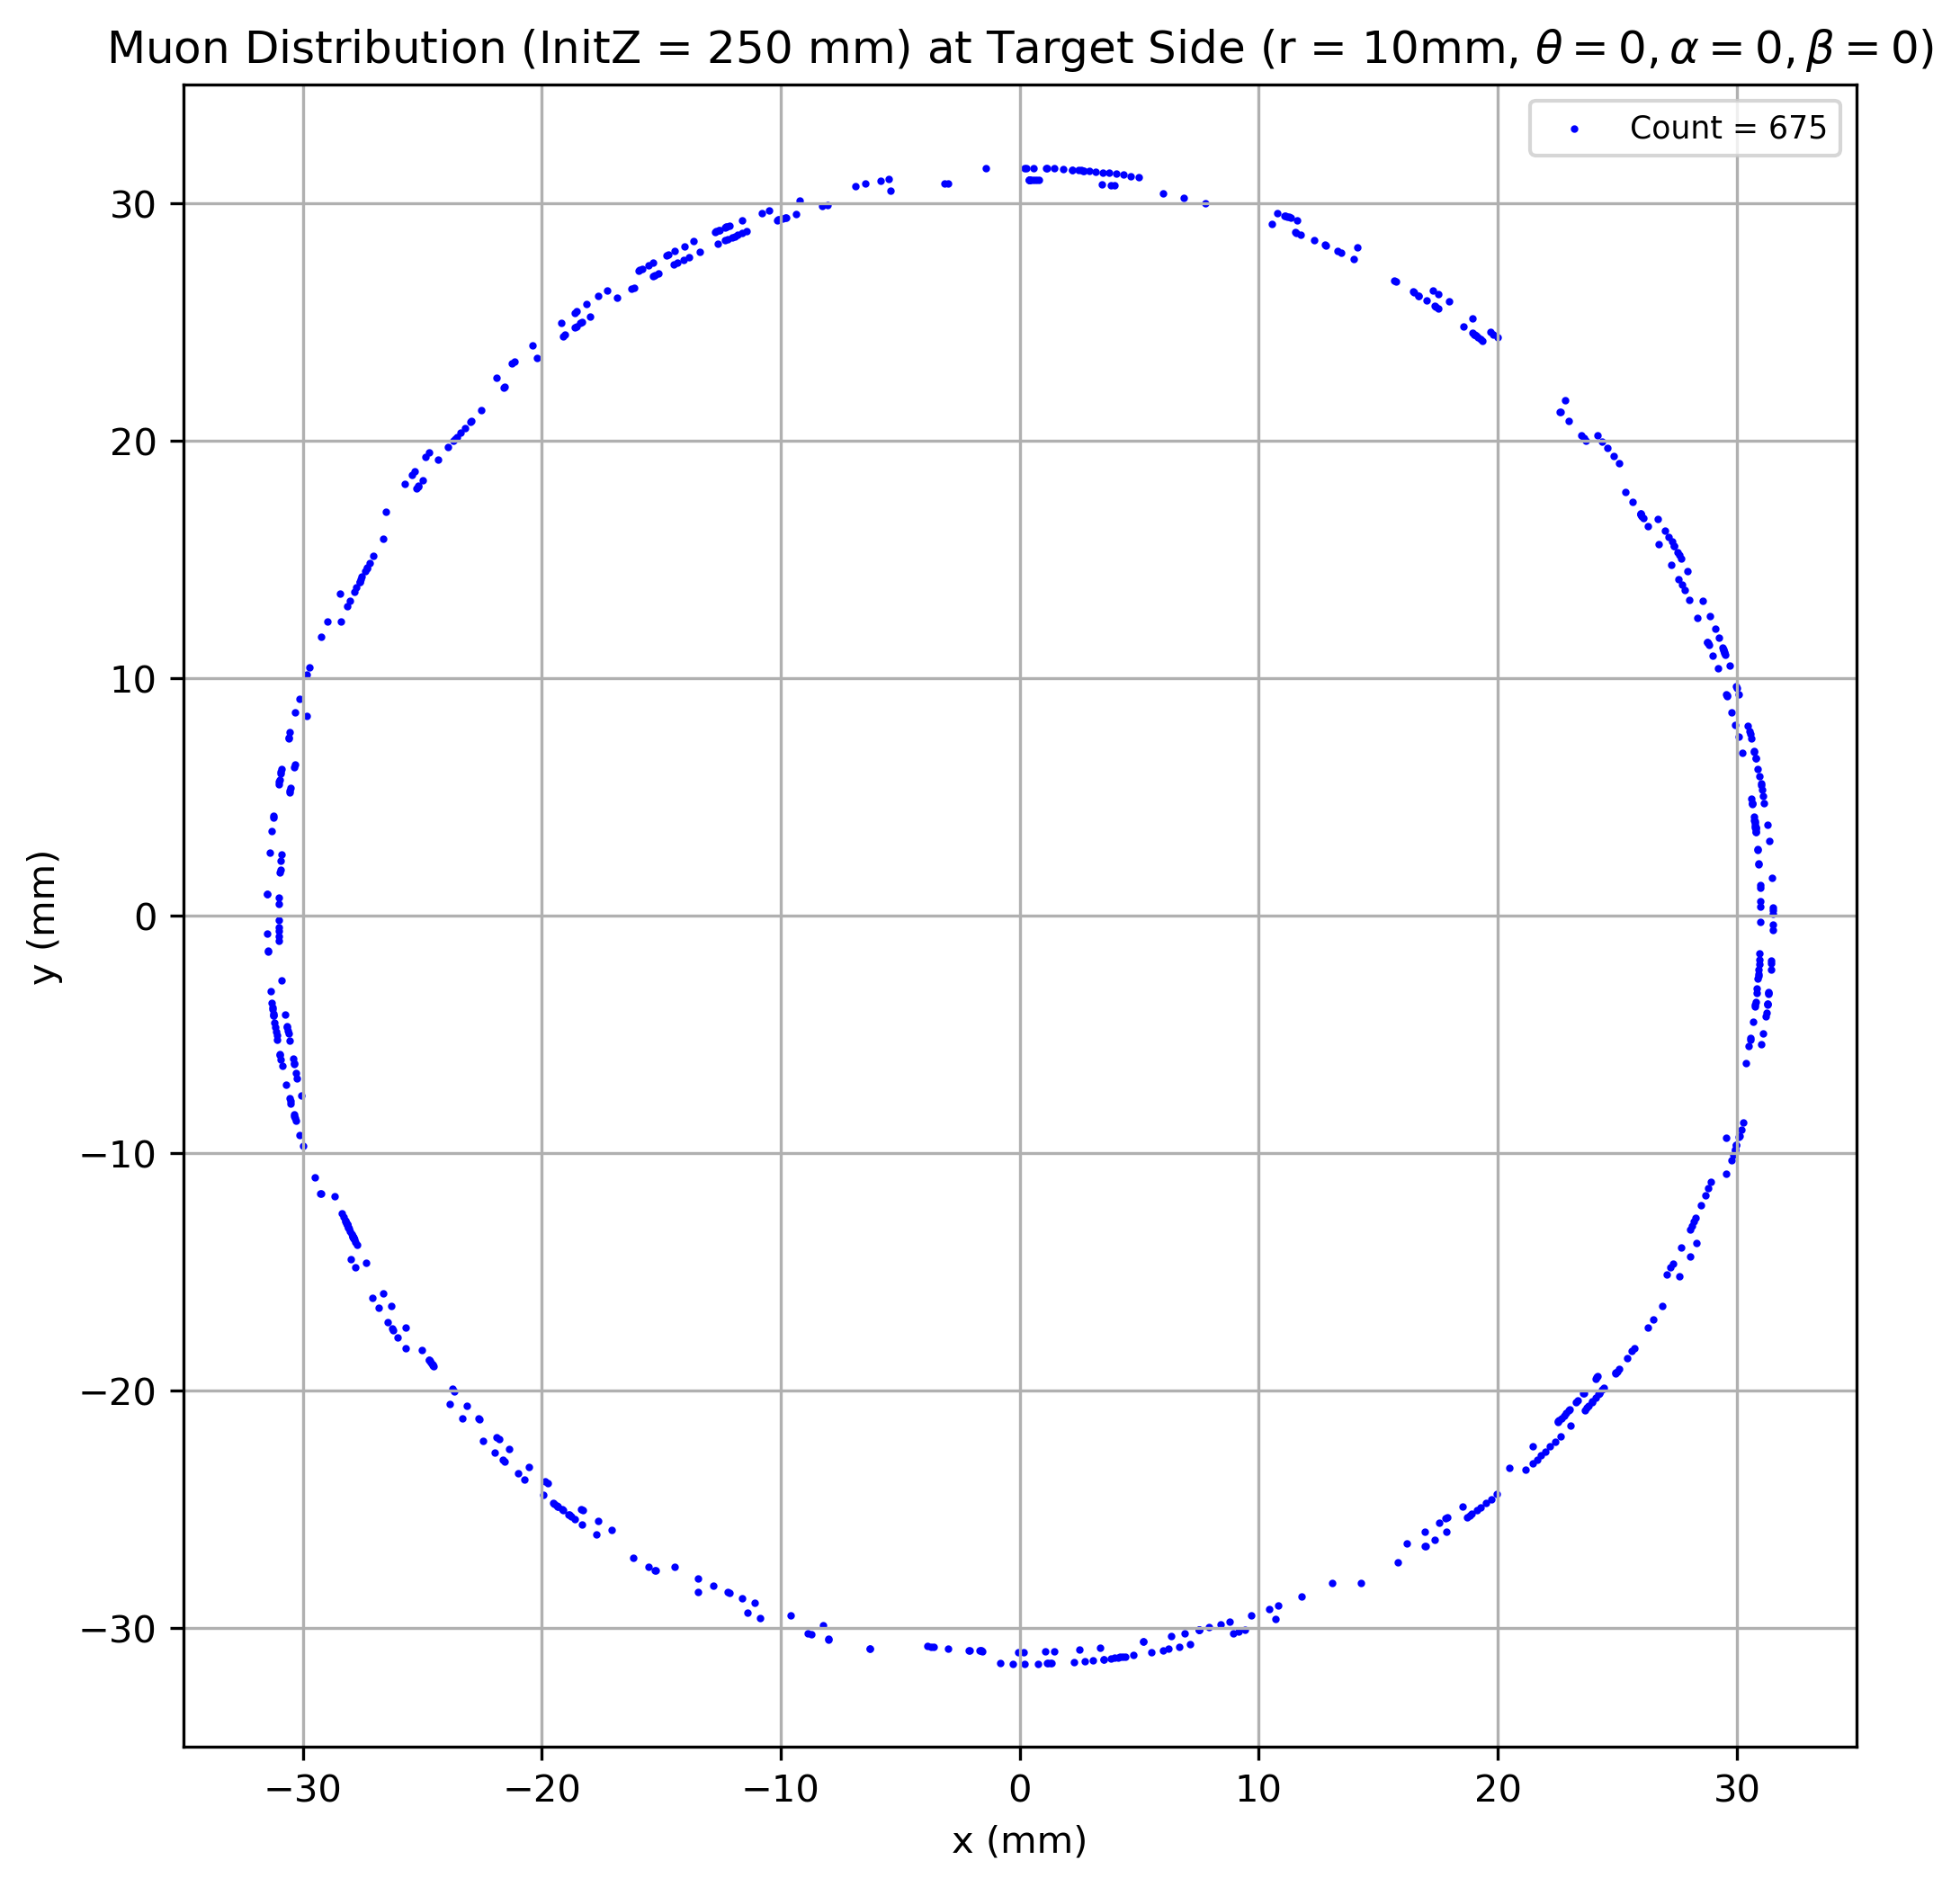 Muon Distribution (InitZ = 250 mm) at Target Side (r = 10mm, θ = 0, α = 0, β = 0)
Count = 675
30
20
10
0
−10
−20
−30
y (mm)
−30 −20 −10 0 10 20 30
x (mm)